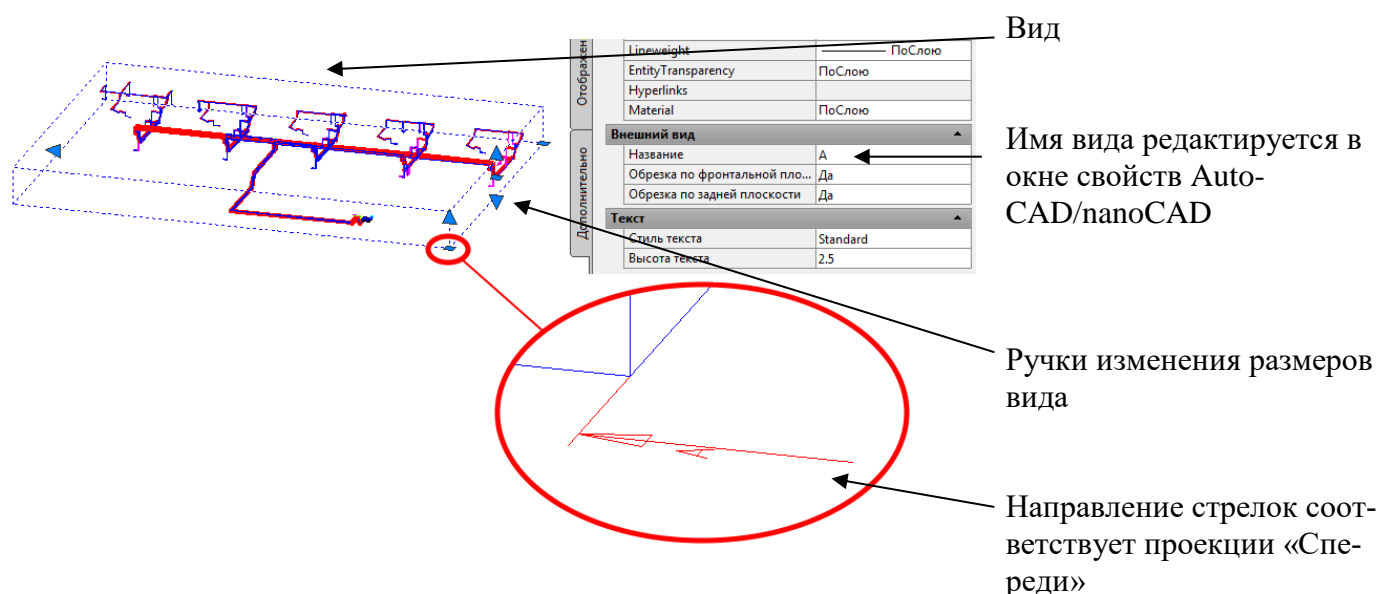 Вид
Отображен
Lineweight ПоСлою
EntityTransparency ПоСлою
Hyperlinks
Material ПоСлою
Внешний вид
Название А
Обрезка по фронтальной пло... Да
Обрезка по задней плоскости Да
Дополнительно
Текст
Стиль текста Standard
Высота текста 2.5
Имя вида редактируется в
окне свойств Auto-
CAD/nanoCAD
Ручки изменения размеров
вида
А
Направление стрелок соот-
ветствует проекции «Спе-
реди»